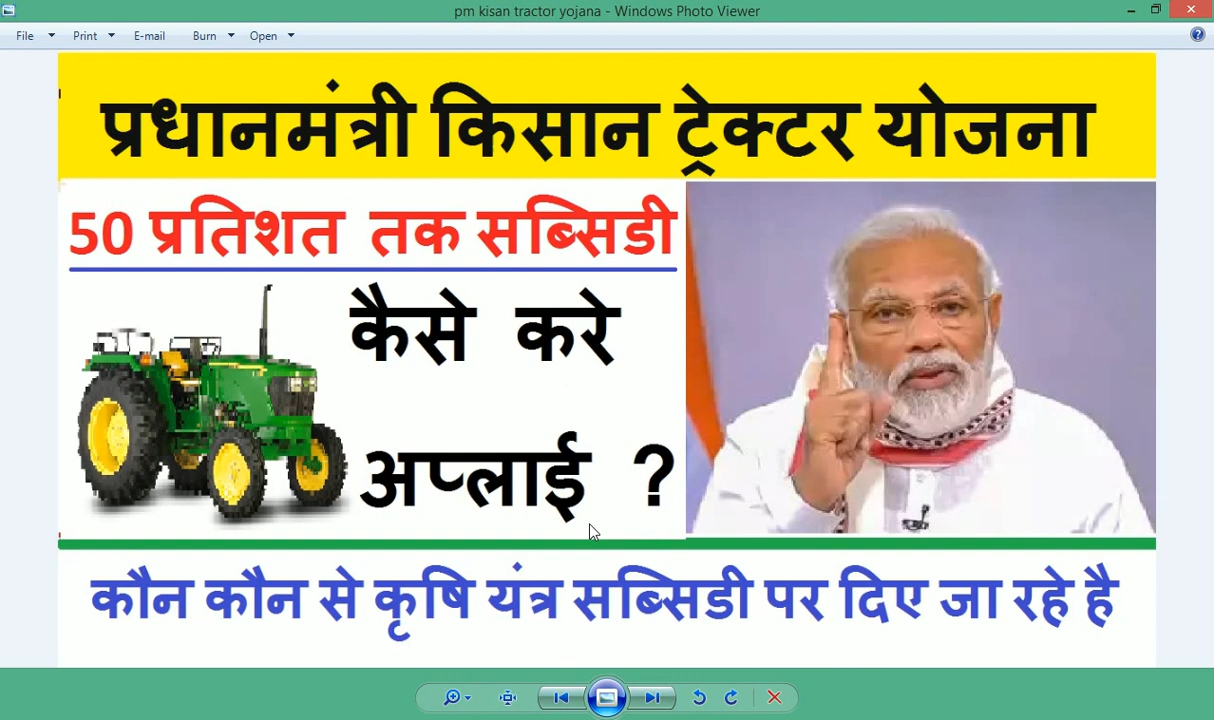 pm kisan tractor yojana - Windows Photo Viewer
File Print E-mail Burn Open
प्रधानमंत्री किसान ट्रेक्टर योजना
50 प्रतिशत तक सब्सिडी
कैसे करे
अप्लाई ?
कौन कौन से कृषि यंत्र सब्सिडी पर दिए जा रहे है